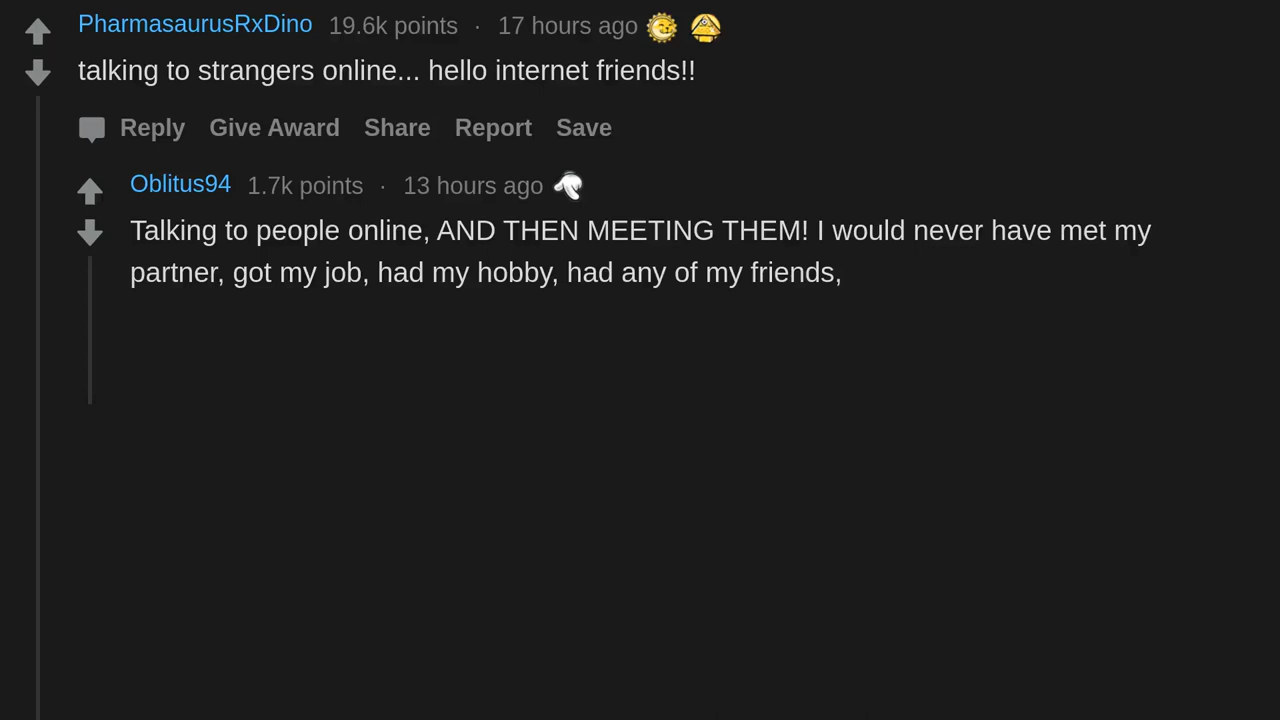 PharmasaurusRxDino 19.6k points · 17 hours ago
talking to strangers online... hello internet friends!!
Reply Give Award Share Report Save
Oblitus94 1.7k points · 13 hours ago
Talking to people online, AND THEN MEETING THEM! I would never have met my
partner, got my job, had my hobby, had any of my friends,